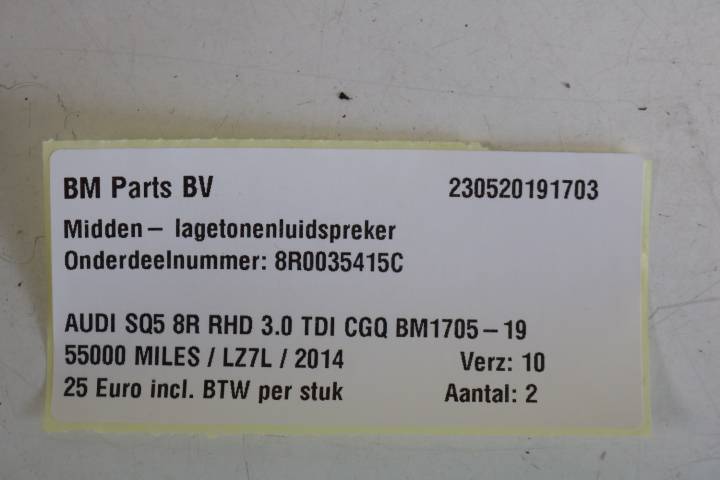 BM Parts BV 230520191703
Midden- lagetonenluidspreker
Onderdeelnummer: 8R0035415C
AUDI SQ5 8R RHD 3.0 TDI CGQ BM1705-19
55000 MILES / LZ7L / 2014 Verz: 10
25 Euro incl. BTW per stuk Aantal: 2